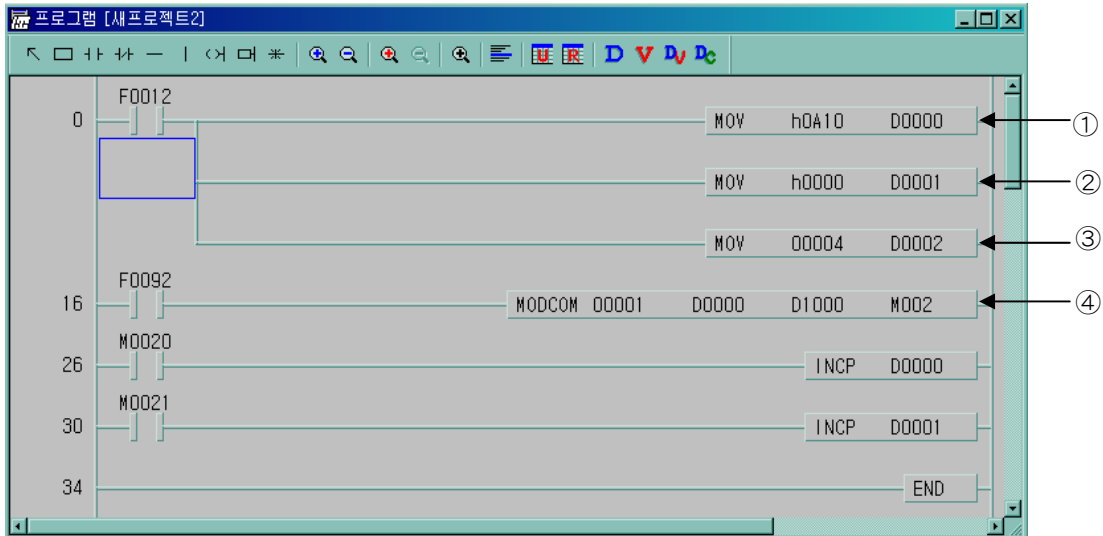 프로그램 [새프로젝트2]
U R D V DV DC
F0012
0 MOV h0A10 D0000 ①
MOV h0000 D0001 ②
MOV 00004 D0002 ③
F0092
16 MODCOM 00001 D0000 D1000 M002 ④
M0020
26 INCP D0000
M0021
30 INCP D0001
34 END